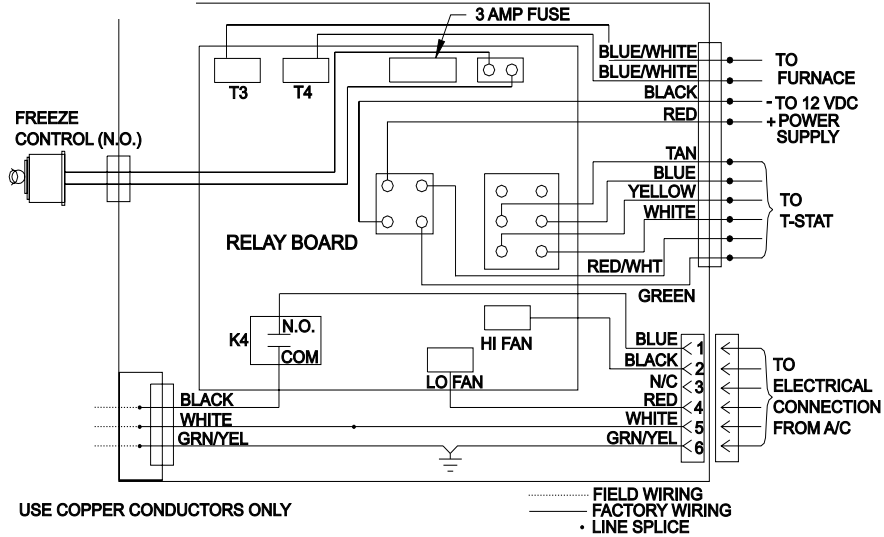 3 AMP FUSE
BLUE/WHITE
TO
FURNACE
T3
T4
BLUE/WHITE
BLACK
- TO 12 VDC
+ POWER
SUPPLY
RED
FREEZE
CONTROL (N.O.)
TAN
BLUE
YELLOW
WHITE
TO
T-STAT
RELAY BOARD
RED/WHT
GREEN
K4
N.O.
COM
HI FAN
LO FAN
BLUE
1
BLACK
2
N/C
3
RED
4
WHITE
5
GRN/YEL
6
TO
ELECTRICAL
CONNECTION
FROM A/C
BLACK
WHITE
GRN/YEL
USE COPPER CONDUCTORS ONLY
FIELD WIRING
FACTORY WIRING
LINE SPLICE